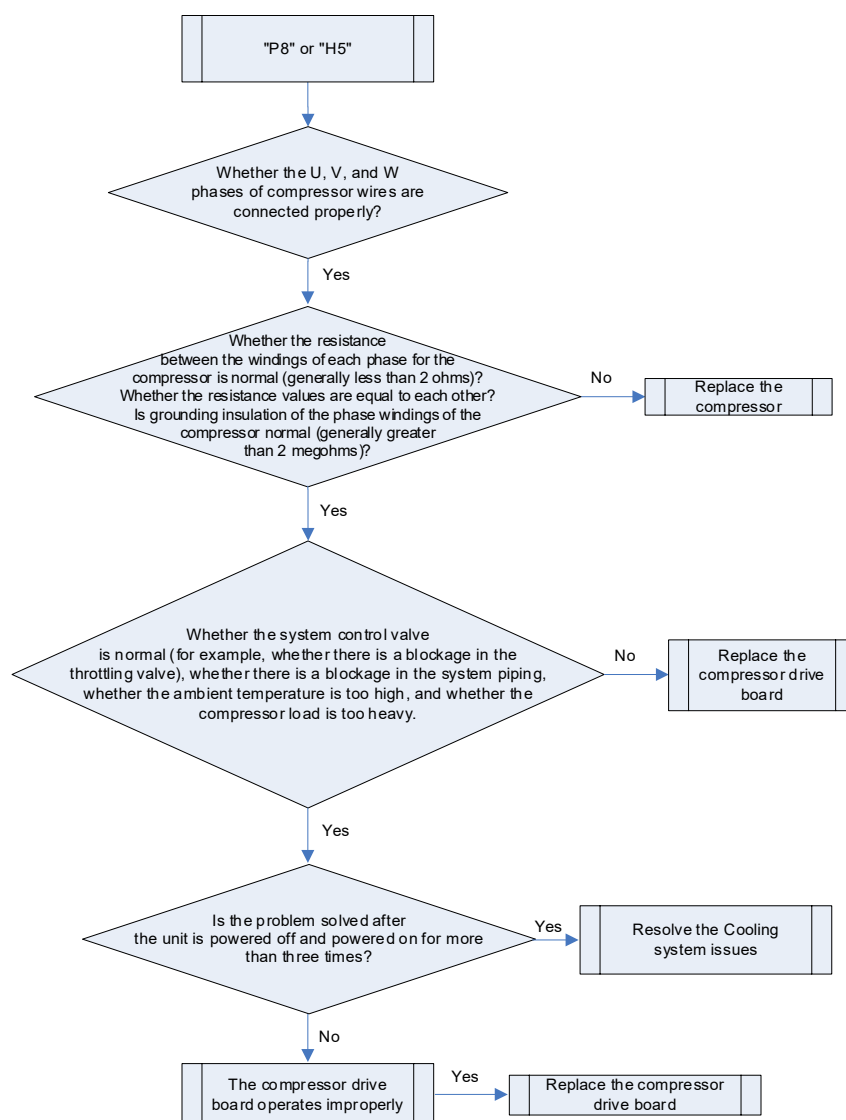 "P8" or "H5"
Whether the U, V, and W
phases of compressor wires are
connected properly?
Yes
Whether the resistance
between the windings of each phase for the
compressor is normal (generally less than 2 ohms)?
Whether the resistance values are equal to each other?
Is grounding insulation of the phase windings of the
compressor normal (generally greater
than 2 megohms)?
No
Replace the
compressor
Yes
Whether the system control valve
is normal (for example, whether there is a blockage in the
throttling valve), whether there is a blockage in the system piping,
whether the ambient temperature is too high, and whether the
compressor load is too heavy.
No
Replace the
compressor drive
board
Yes
Is the problem solved after
the unit is powered off and powered on for more
than three times?
Yes
Resolve the Cooling
system issues
No
The compressor drive
board operates improperly
Yes
Replace the compressor
drive board